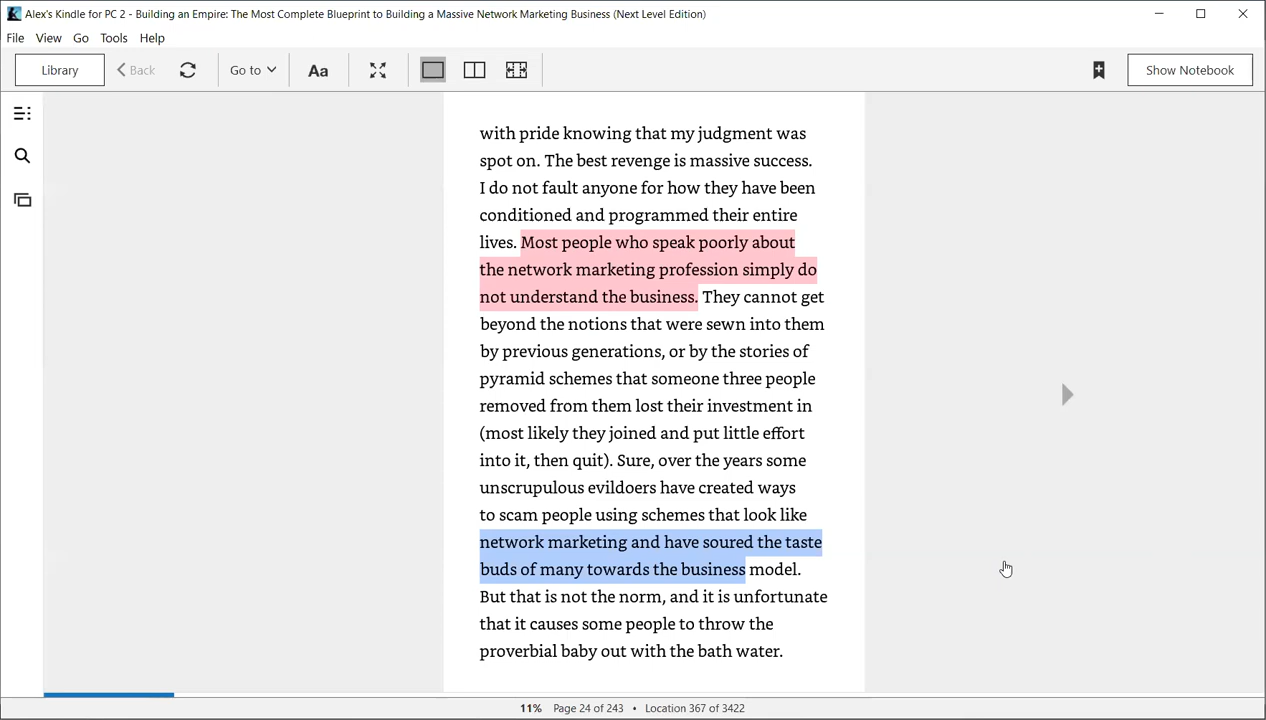 Alex's Kindle for PC 2 - Building an Empire: The Most Complete Blueprint to Building a Massive Network Marketing Business (Next Level Edition)
File View Go Tools Help
Library Back Go to Aa Show Notebook
with pride knowing that my judgment was
spot on. The best revenge is massive success.
I do not fault anyone for how they have been
conditioned and programmed their entire
lives. Most people who speak poorly about
the network marketing profession simply do
not understand the business. They cannot get
beyond the notions that were sewn into them
by previous generations, or by the stories of
pyramid schemes that someone three people
removed from them lost their investment in
(most likely they joined and put little effort
into it, then quit). Sure, over the years some
unscrupulous evildoers have created ways
to scam people using schemes that look like
network marketing and have soured the taste
buds of many towards the business model.
But that is not the norm, and it is unfortunate
that it causes some people to throw the
proverbial baby out with the bath water.
11% Page 24 of 243 • Location 367 of 3422